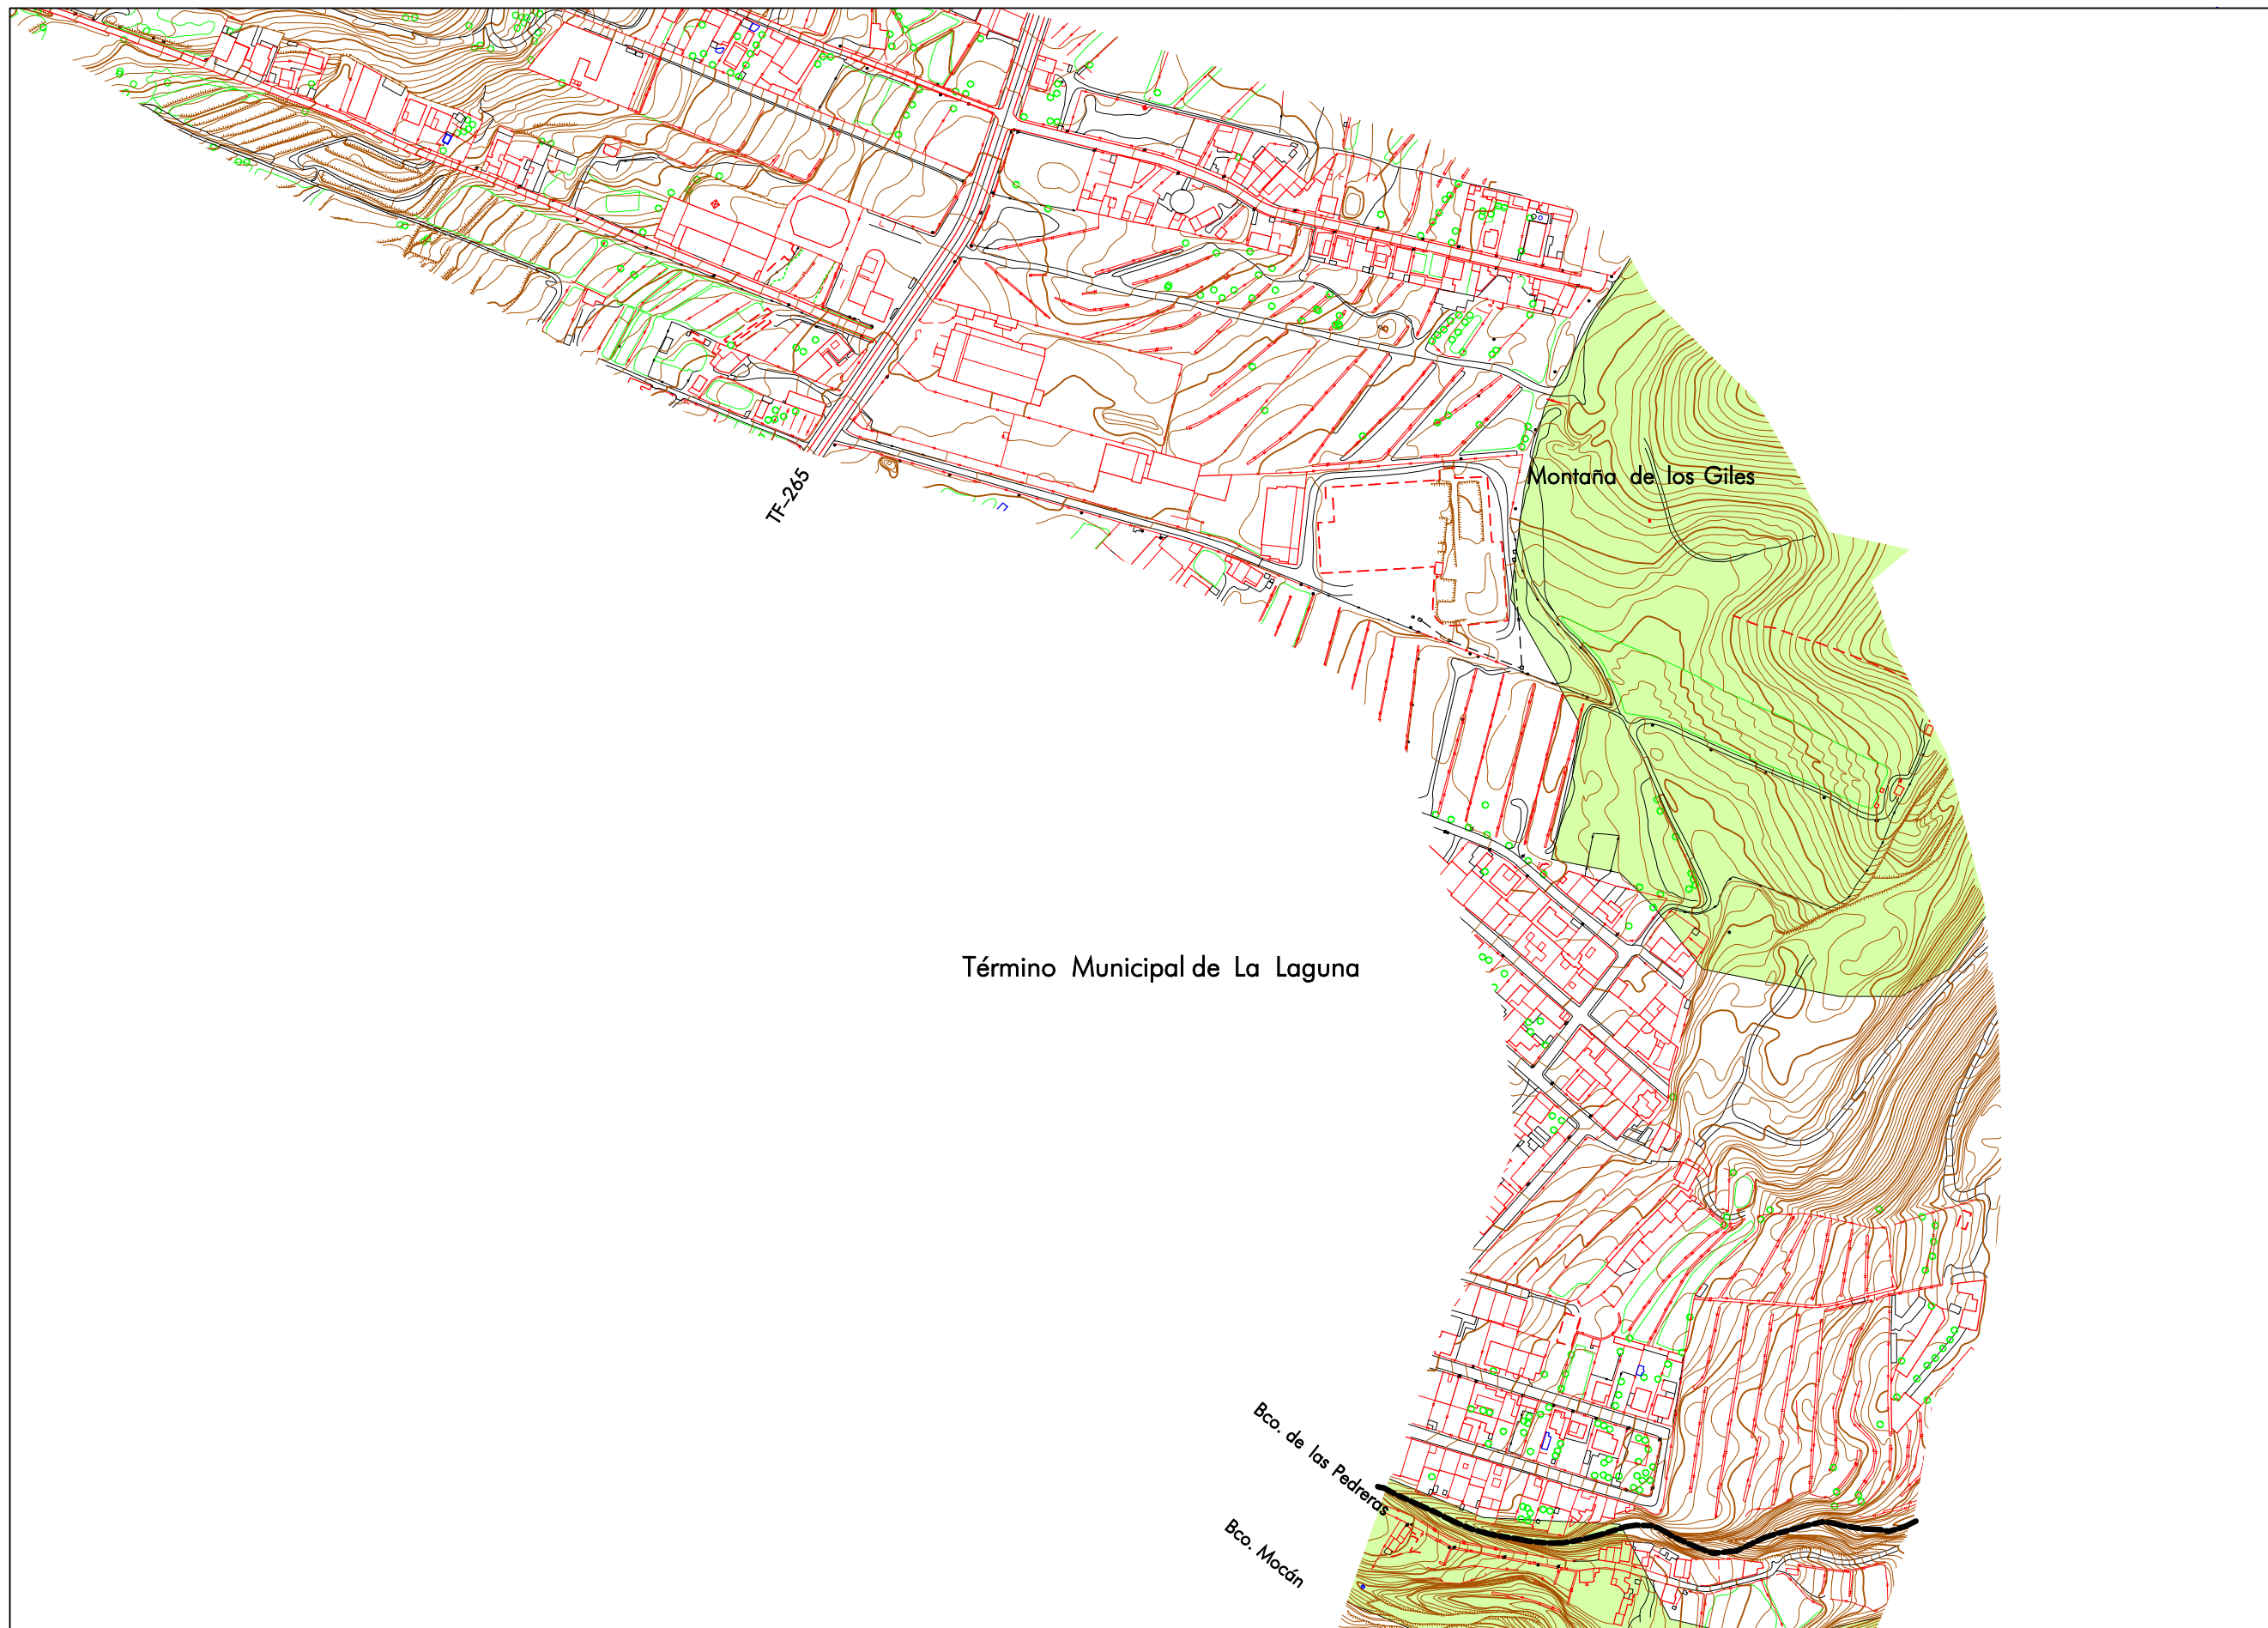 Montaña de los Giles
TF-265
Término Municipal de La Laguna
Bco. de las Pedreras
Bco. Mocán